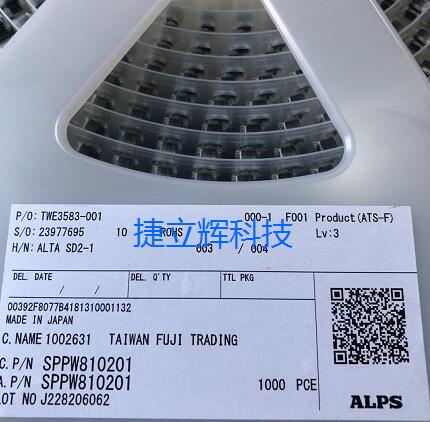 P/O: TWE3583-001 000-1 F001 Product(ATS-F)
S/O: 23977695 10 ROHS Lv:3
捷立辉科技
H/N: ALTA SD2-1 003 / 004
DEL. DATE DEL. Q'TY TTL PKG
/ /
00392F8077B4181310001132
MADE IN JAPAN
C.NAME 1002631 TAIWAN FUJI TRADING
C.P/N SPPW810201
A.P/N SPPW810201 1000 PCE
LOT NO J228206062 ALPS